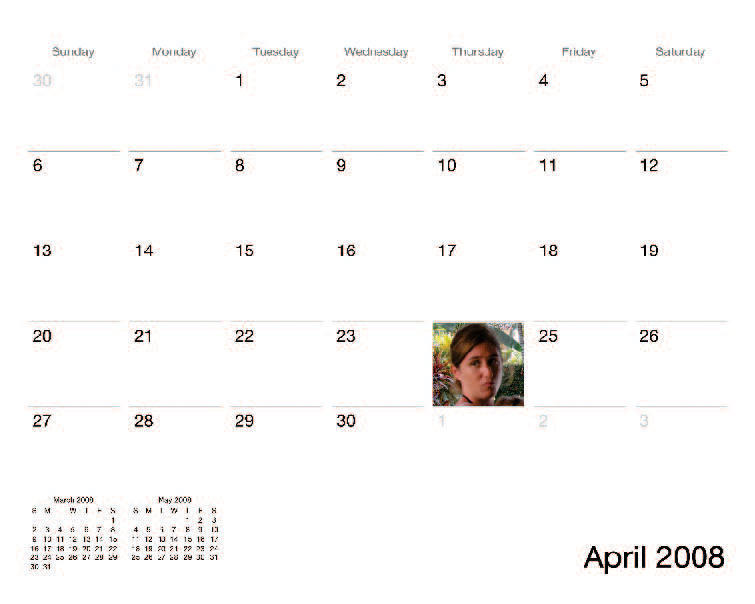 Sunday Monday Tuesday Wednesday Thursday Friday Saturday
30 31 1 2 3 4 5
6 7 8 9 10 11 12
13 14 15 16 17 18 19
20 21 22 23 25 26
27 28 29 30 1 2 3
March 2008 May 2008
S M W T F S S M T W T F S
1 1 2 3
2 3 4 5 6 7 8 4 5 6 7 8 9 10
9 10 11 12 13 14 15 11 12 13 14 15 16 17
16 17 18 19 20 21 22 18 19 20 21 22 23 24
23 24 25 26 27 28 29 25 26 27 28 29 30 31
30 31
April 2008